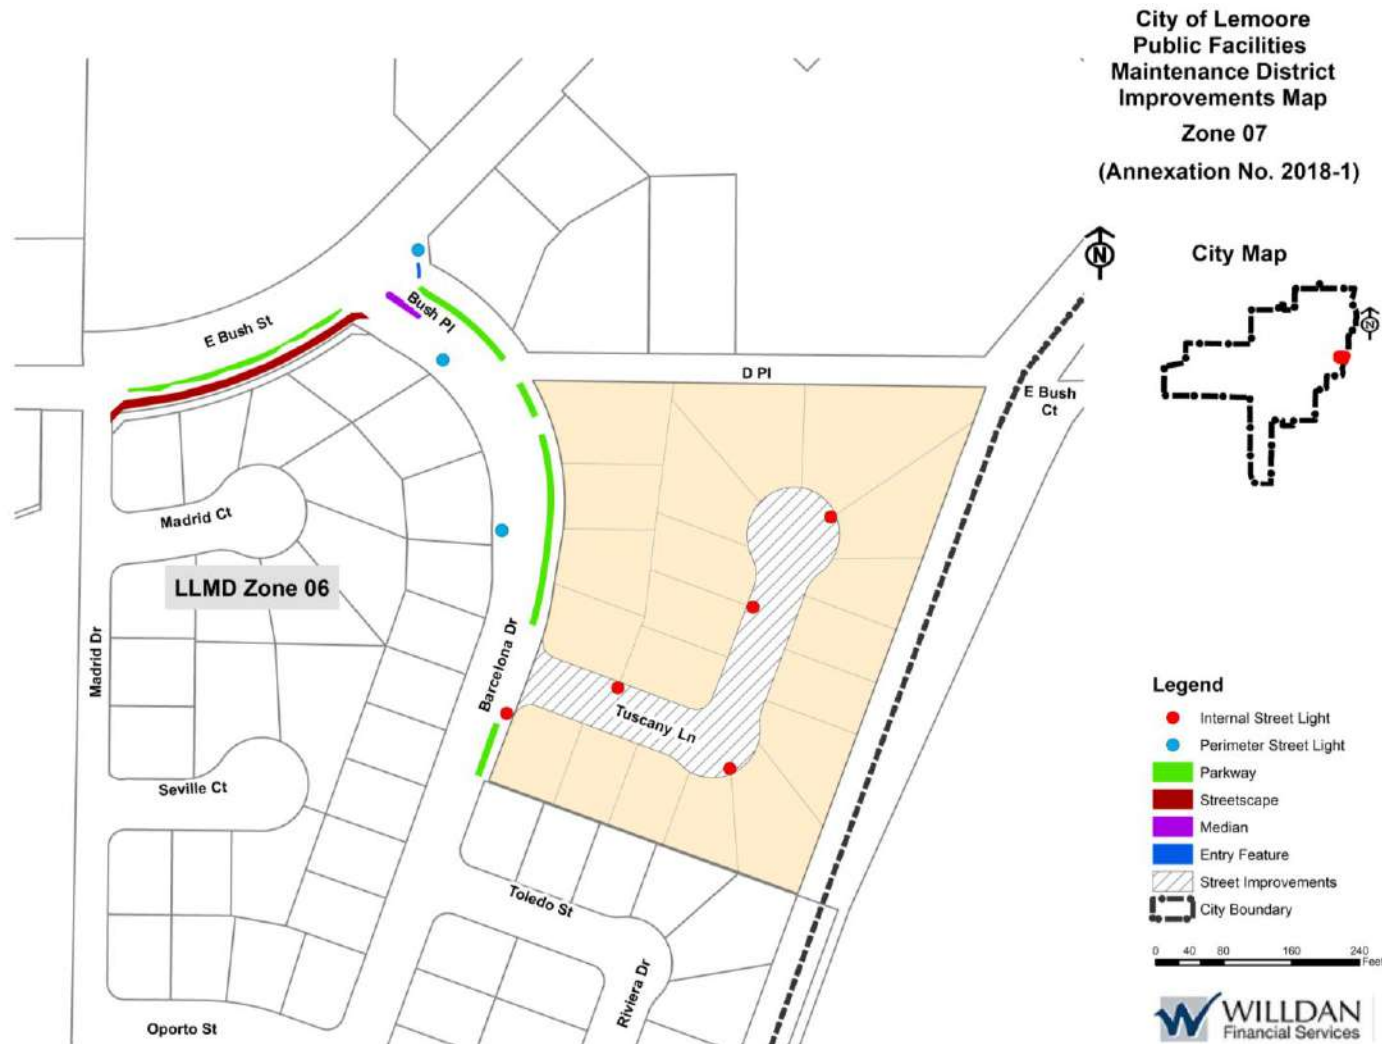 City of Lemoore
Public Facilities
Maintenance District
Improvements Map
Zone 07
(Annexation No. 2018-1)
N
City Map
N
E Bush St
Bush Pl
D Pl
E Bush
Ct
Madrid Ct
LLMD Zone 06
Madrid Dr
Barcelona Dr
Tuscany Ln
Seville Ct
Toledo St
Riviera Dr
Oporto St
Legend
Internal Street Light
Perimeter Street Light
Parkway
Streetscape
Median
Entry Feature
Street Improvements
City Boundary
0 40 80 160 240
Feet
W WILLDAN
Financial Services